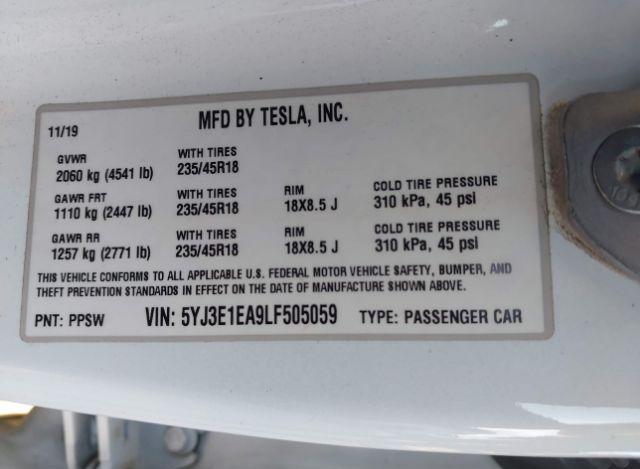 MFD BY TESLA, INC.
11/19
GVWR WITH TIRES
2060 kg (4541 lb) 235/45R18
GAWR FRT WITH TIRES RIM COLD TIRE PRESSURE
1110 kg (2447 lb) 235/45R18 18X8.5 J 310 kPa, 45 psi
GAWR RR WITH TIRES RIM COLD TIRE PRESSURE
1257 kg (2771 lb) 235/45R18 18X8.5 J 310 kPa, 45 psi
THIS VEHICLE CONFORMS TO ALL APPLICABLE U.S. FEDERAL MOTOR VEHICLE SAFETY, BUMPER, AND
THEFT PREVENTION STANDARDS IN EFFECT ON THE DATE OF MANUFACTURE SHOWN ABOVE.
PNT: PPSW VIN: 5YJ3E1EA9LF505059 TYPE: PASSENGER CAR